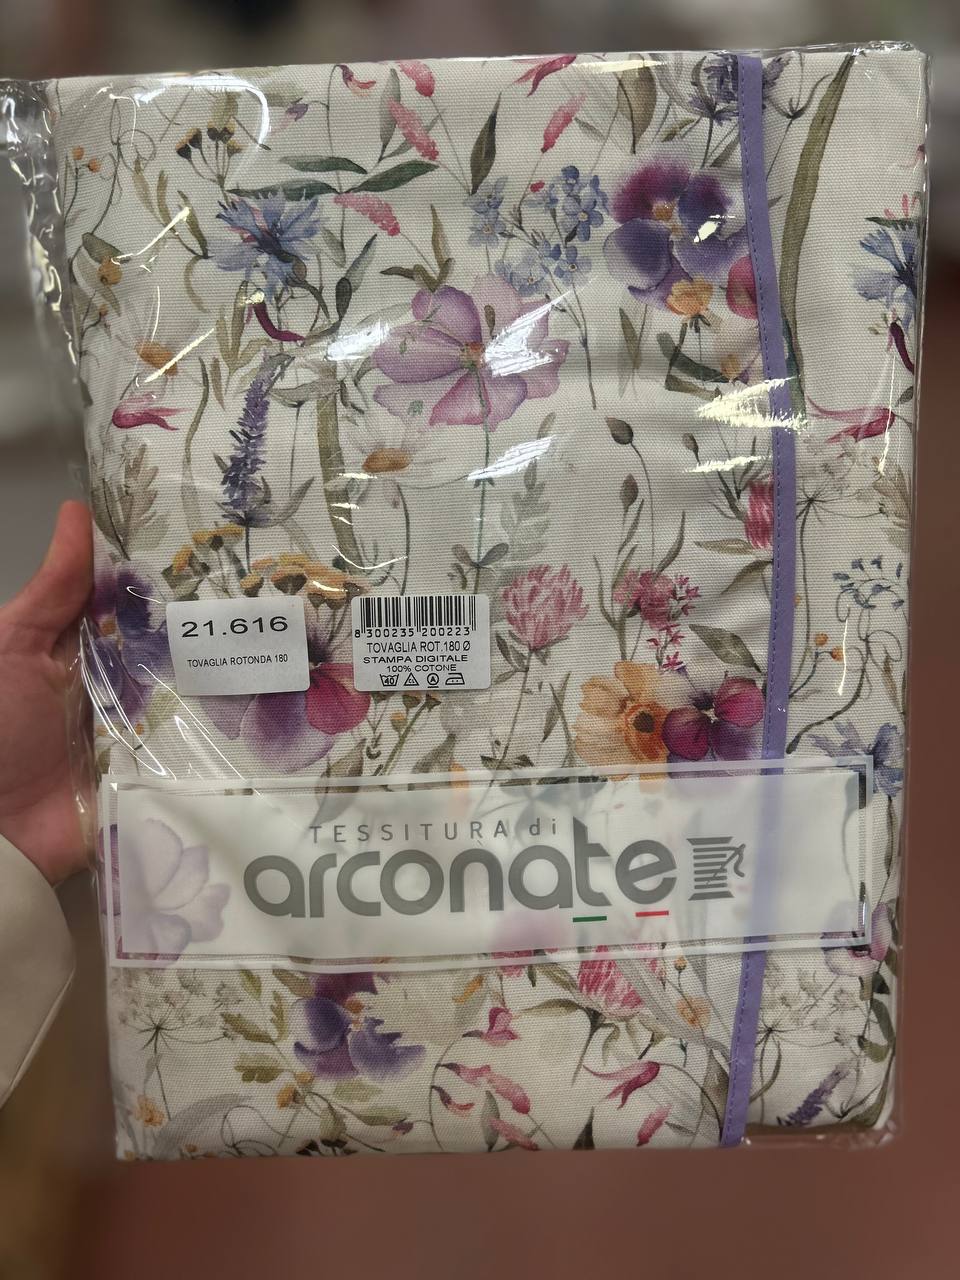 21.616
TOVAGLIA ROTONDA 180
8 300235 200223
TOVAGLIA ROT.180 Ø
STAMPA DIGITALE
100% COTONE
40 CL A
TESSITURA di
arconate